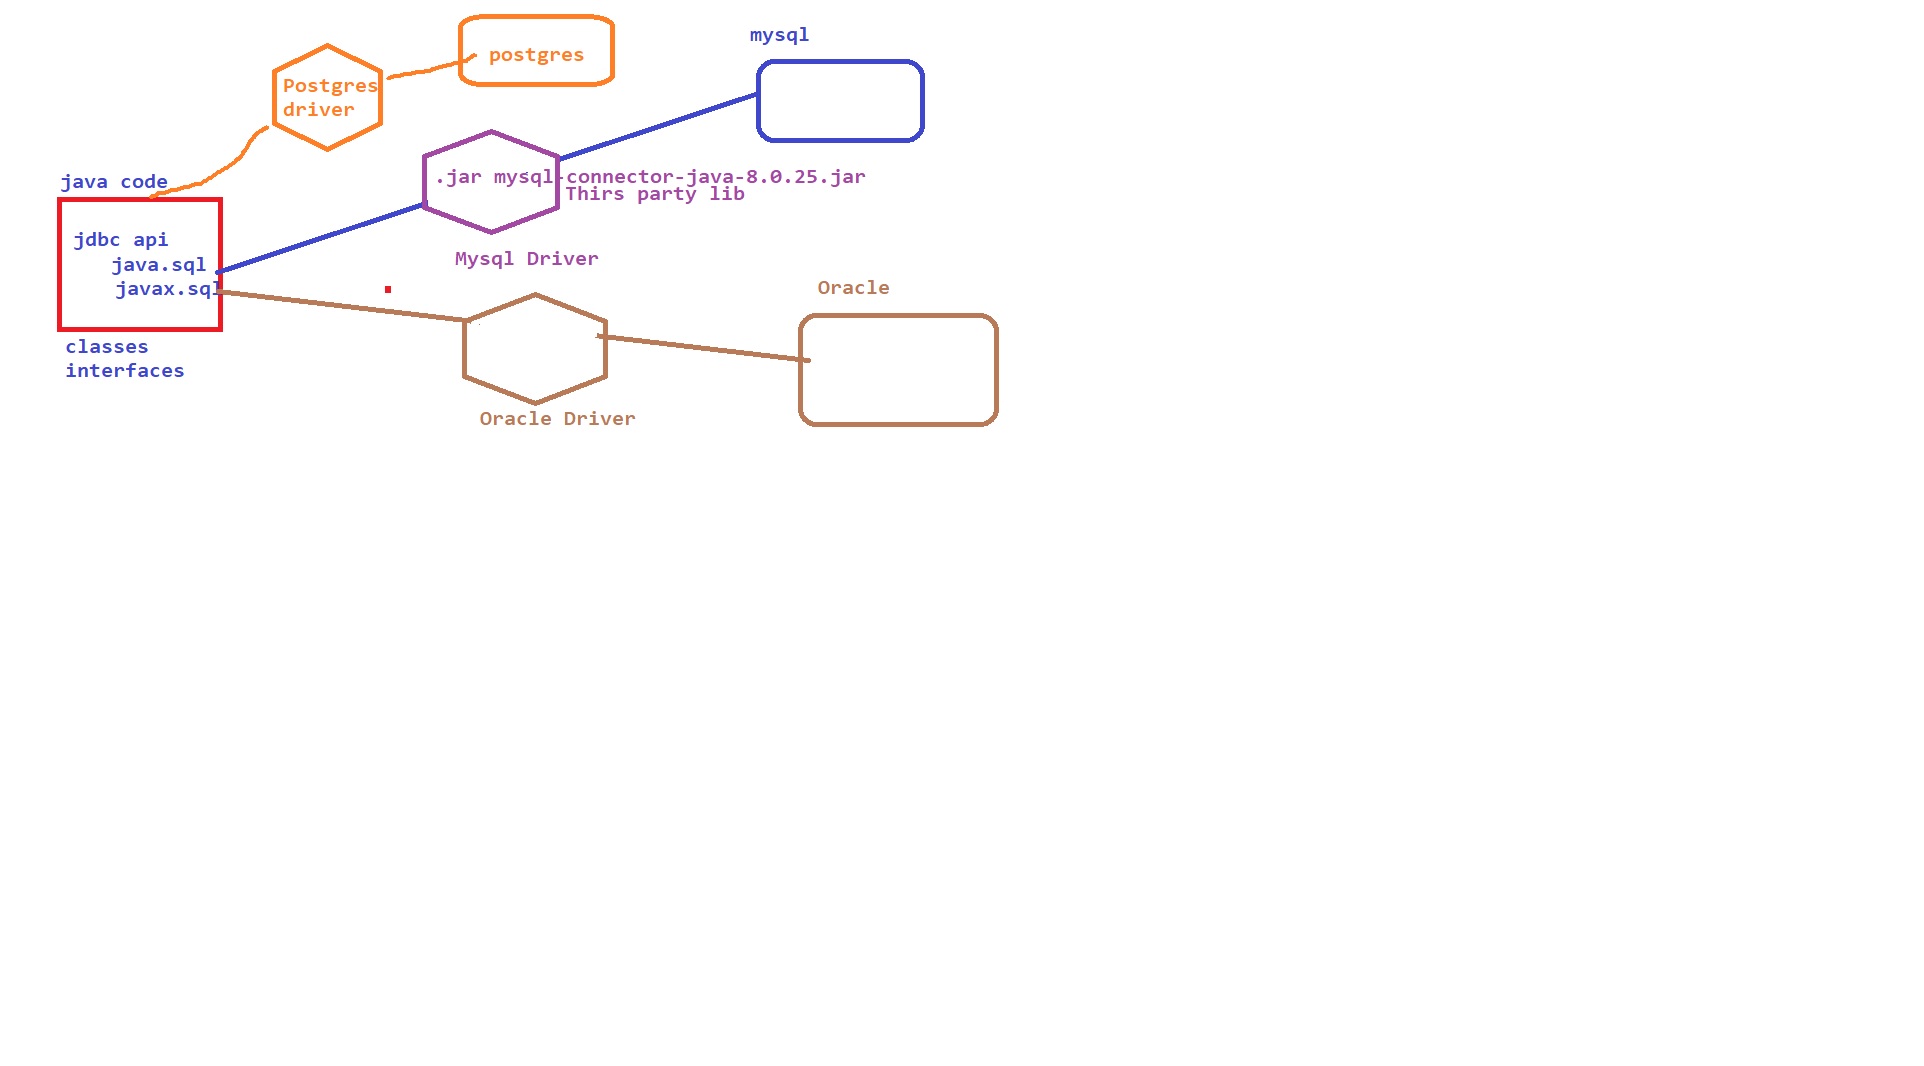 mysql
postgres
Postgres
driver
.jar mysql-connector-java-8.0.25.jar
Thirs party lib
java code
jdbc api
java.sql
javax.sql
Mysql Driver
Oracle
classes
interfaces
Oracle Driver